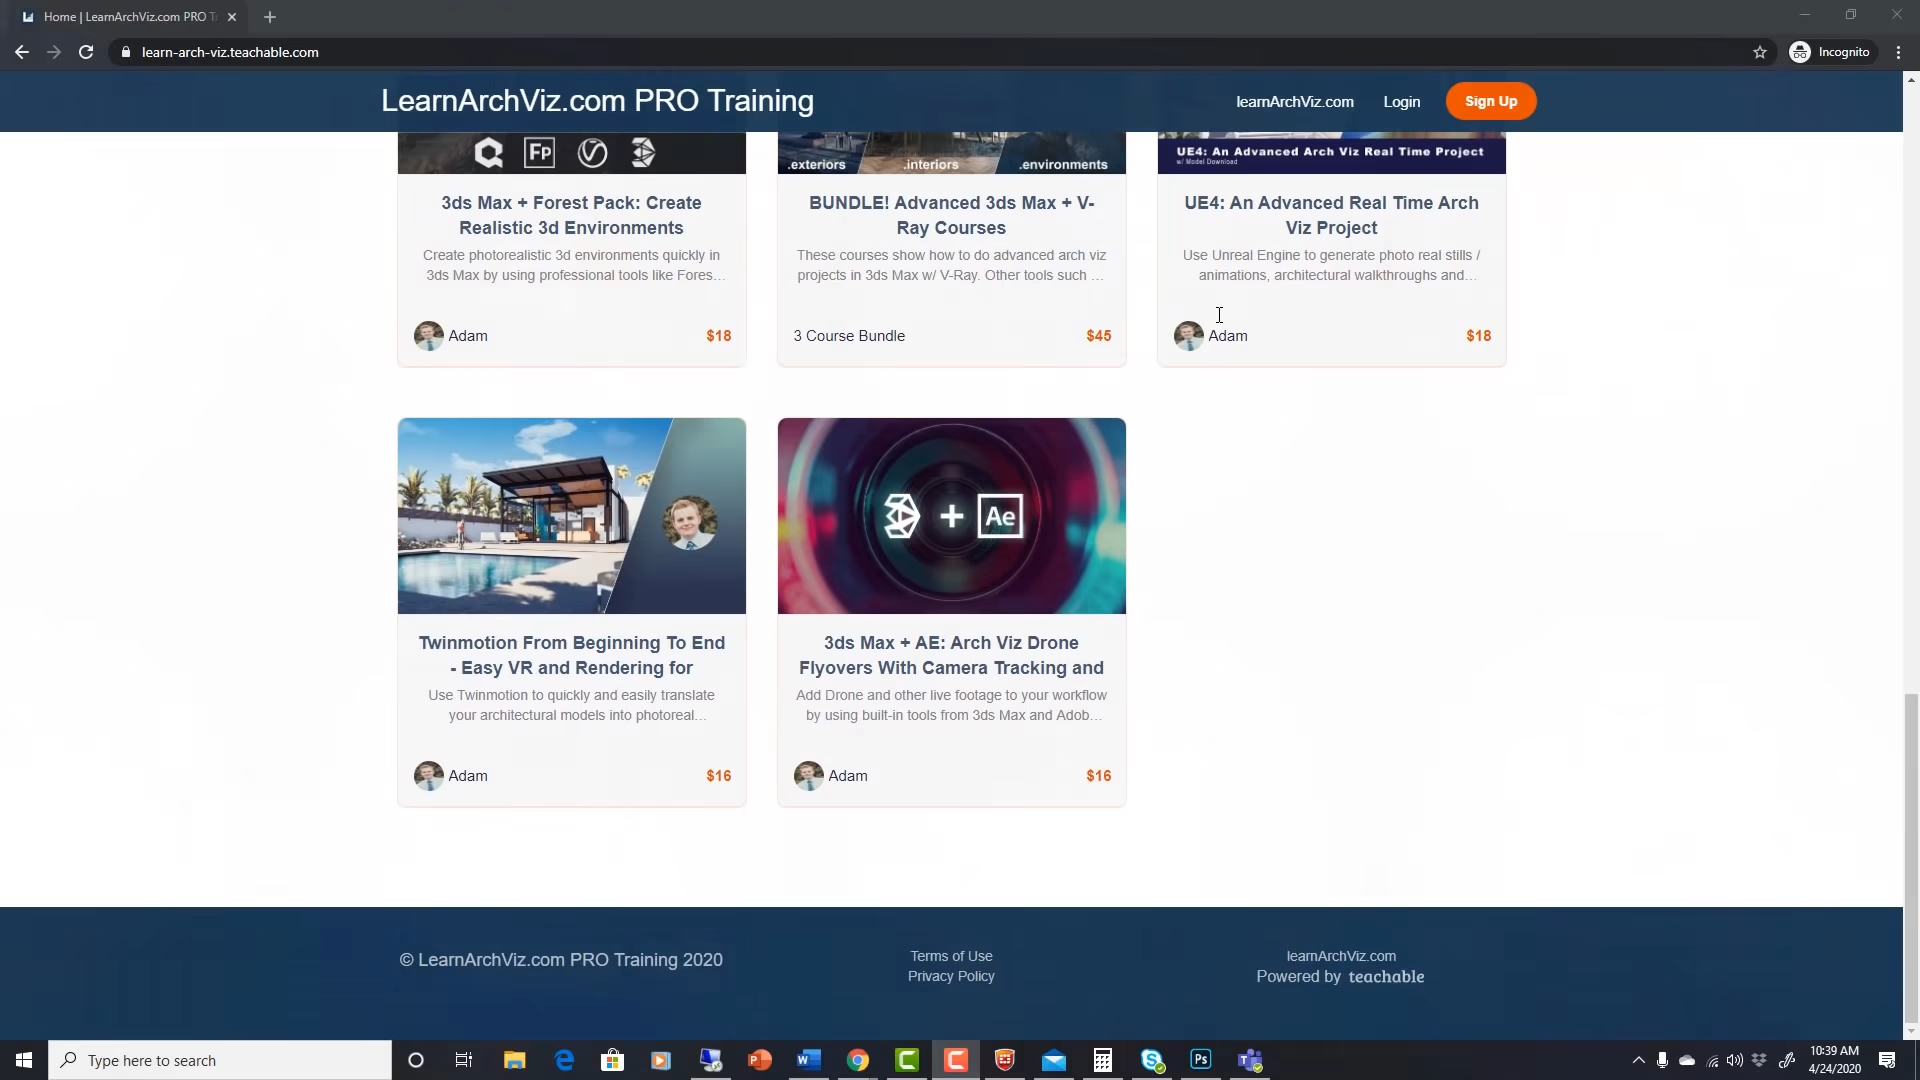 Home | LearnArchViz.com PRO T
learn-arch-viz.teachable.com
Incognito
LearnArchViz.com PRO Training
learnArchViz.com
Login
Sign Up
Fp
.exteriors
.interiors
.environments
UE4: An Advanced Arch Viz Real Time Project
w/ Model Download
3ds Max + Forest Pack: Create
Realistic 3d Environments
Create photorealistic 3d environments quickly in
3ds Max by using professional tools like Fores...
Adam
$18
BUNDLE! Advanced 3ds Max + V-
Ray Courses
These courses show how to do advanced arch viz
projects in 3ds Max w/ V-Ray. Other tools such ...
3 Course Bundle
$45
UE4: An Advanced Real Time Arch
Viz Project
Use Unreal Engine to generate photo real stills /
animations, architectural walkthroughs and...
Adam
$18
Ae
Twinmotion From Beginning To End
- Easy VR and Rendering for
Use Twinmotion to quickly and easily translate
your architectural models into photoreal...
Adam
$16
3ds Max + AE: Arch Viz Drone
Flyovers With Camera Tracking and
Add Drone and other live footage to your workflow
by using built-in tools from 3ds Max and Adob...
Adam
$16
© LearnArchViz.com PRO Training 2020
Terms of Use
Privacy Policy
learnArchViz.com
Powered by teachable
Type here to search
Ps
10:39 AM
4/24/2020